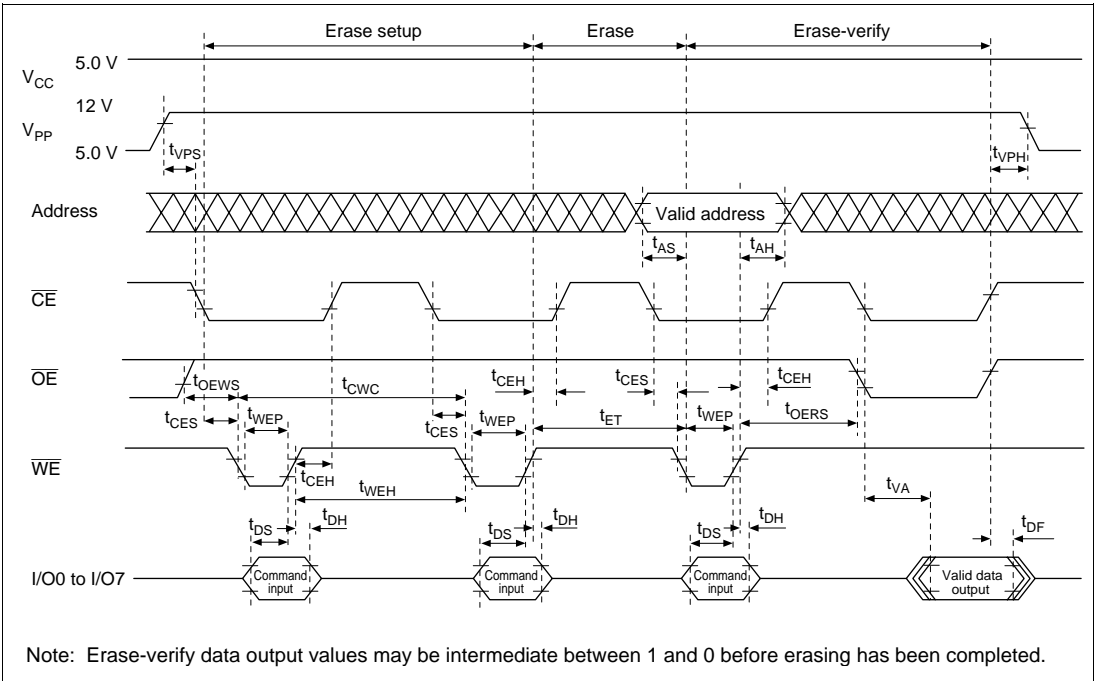 Erase setup Erase Erase-verify
5.0 V
VCC
12 V
VPP
5.0 V
tVPS tVPH
Address Valid address
tAS tAH
CE
OE
tOEWS tCWC tCEH tCES tCEH
tCES tWEP tCES tWEP tET tWEP tOERS
WE
tCEH tWEH tVA
tDS tDH tDS tDH tDS tDH tDF
I/O0 to I/O7 Command input Command input Command input Valid data output
Note: Erase-verify data output values may be intermediate between 1 and 0 before erasing has been completed.